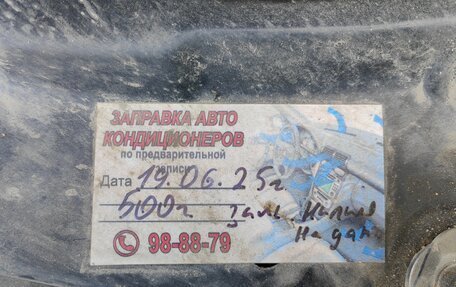 ЗАПРАВКА АВТО
КОНДИЦИОНЕРОВ
по предварительной
записи
Дата 19.06.25г
500г
98-88-79